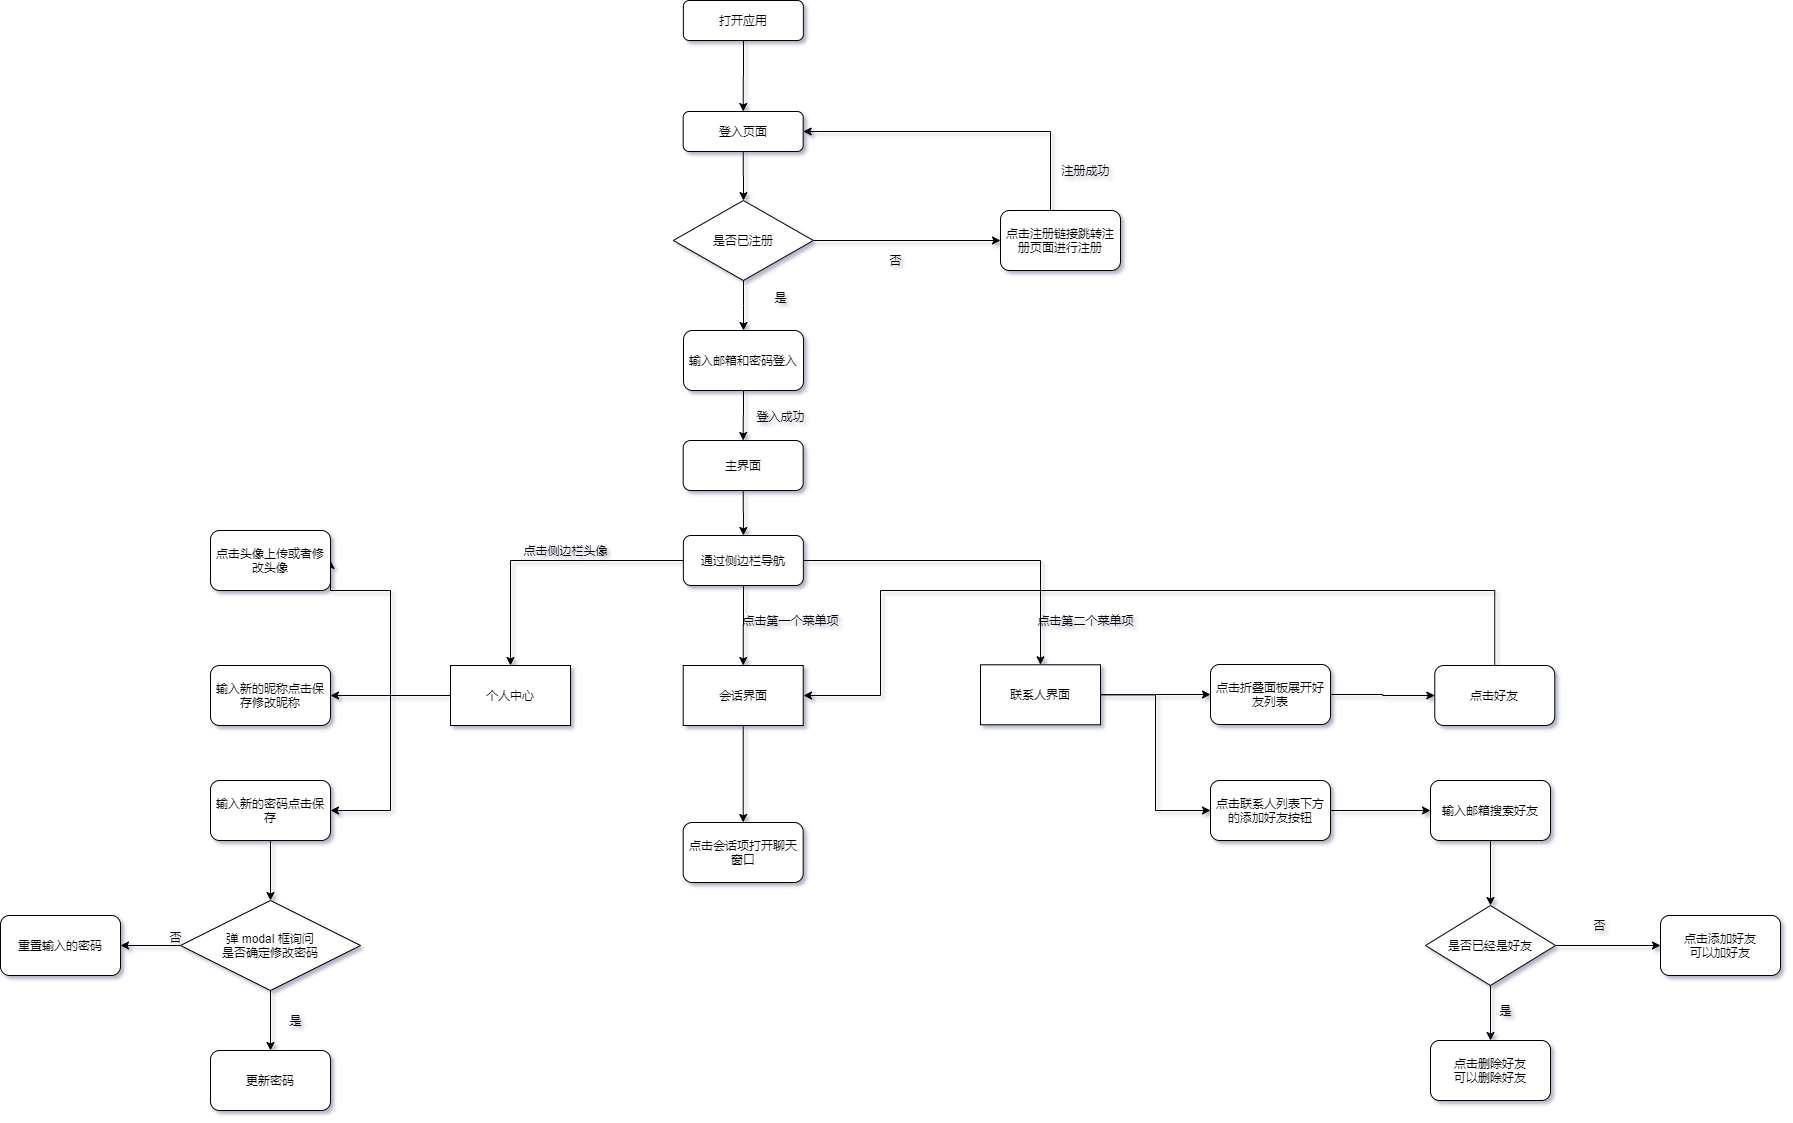 打开应用
登入页面
注册成功
是否已注册
点击注册链接跳转注
册页面进行注册
否
是
输入邮箱和密码登入
登入成功
主界面
点击侧边栏头像
通过侧边栏导航
点击头像上传或者修
改头像
点击第一个菜单项
点击第二个菜单项
输入新的昵称点击保
存修改昵称
个人中心
会话界面
联系人界面
点击折叠面板展开好
友列表
点击好友
输入新的密码点击保
存
点击会话项打开聊天
窗口
点击联系人列表下方
的添加好友按钮
输入邮箱搜索好友
重置输入的密码
否
弹 modal 框询问
是否确定修改密码
是否已经是好友
否
点击添加好友
可以加好友
是
是
更新密码
点击删除好友
可以删除好友